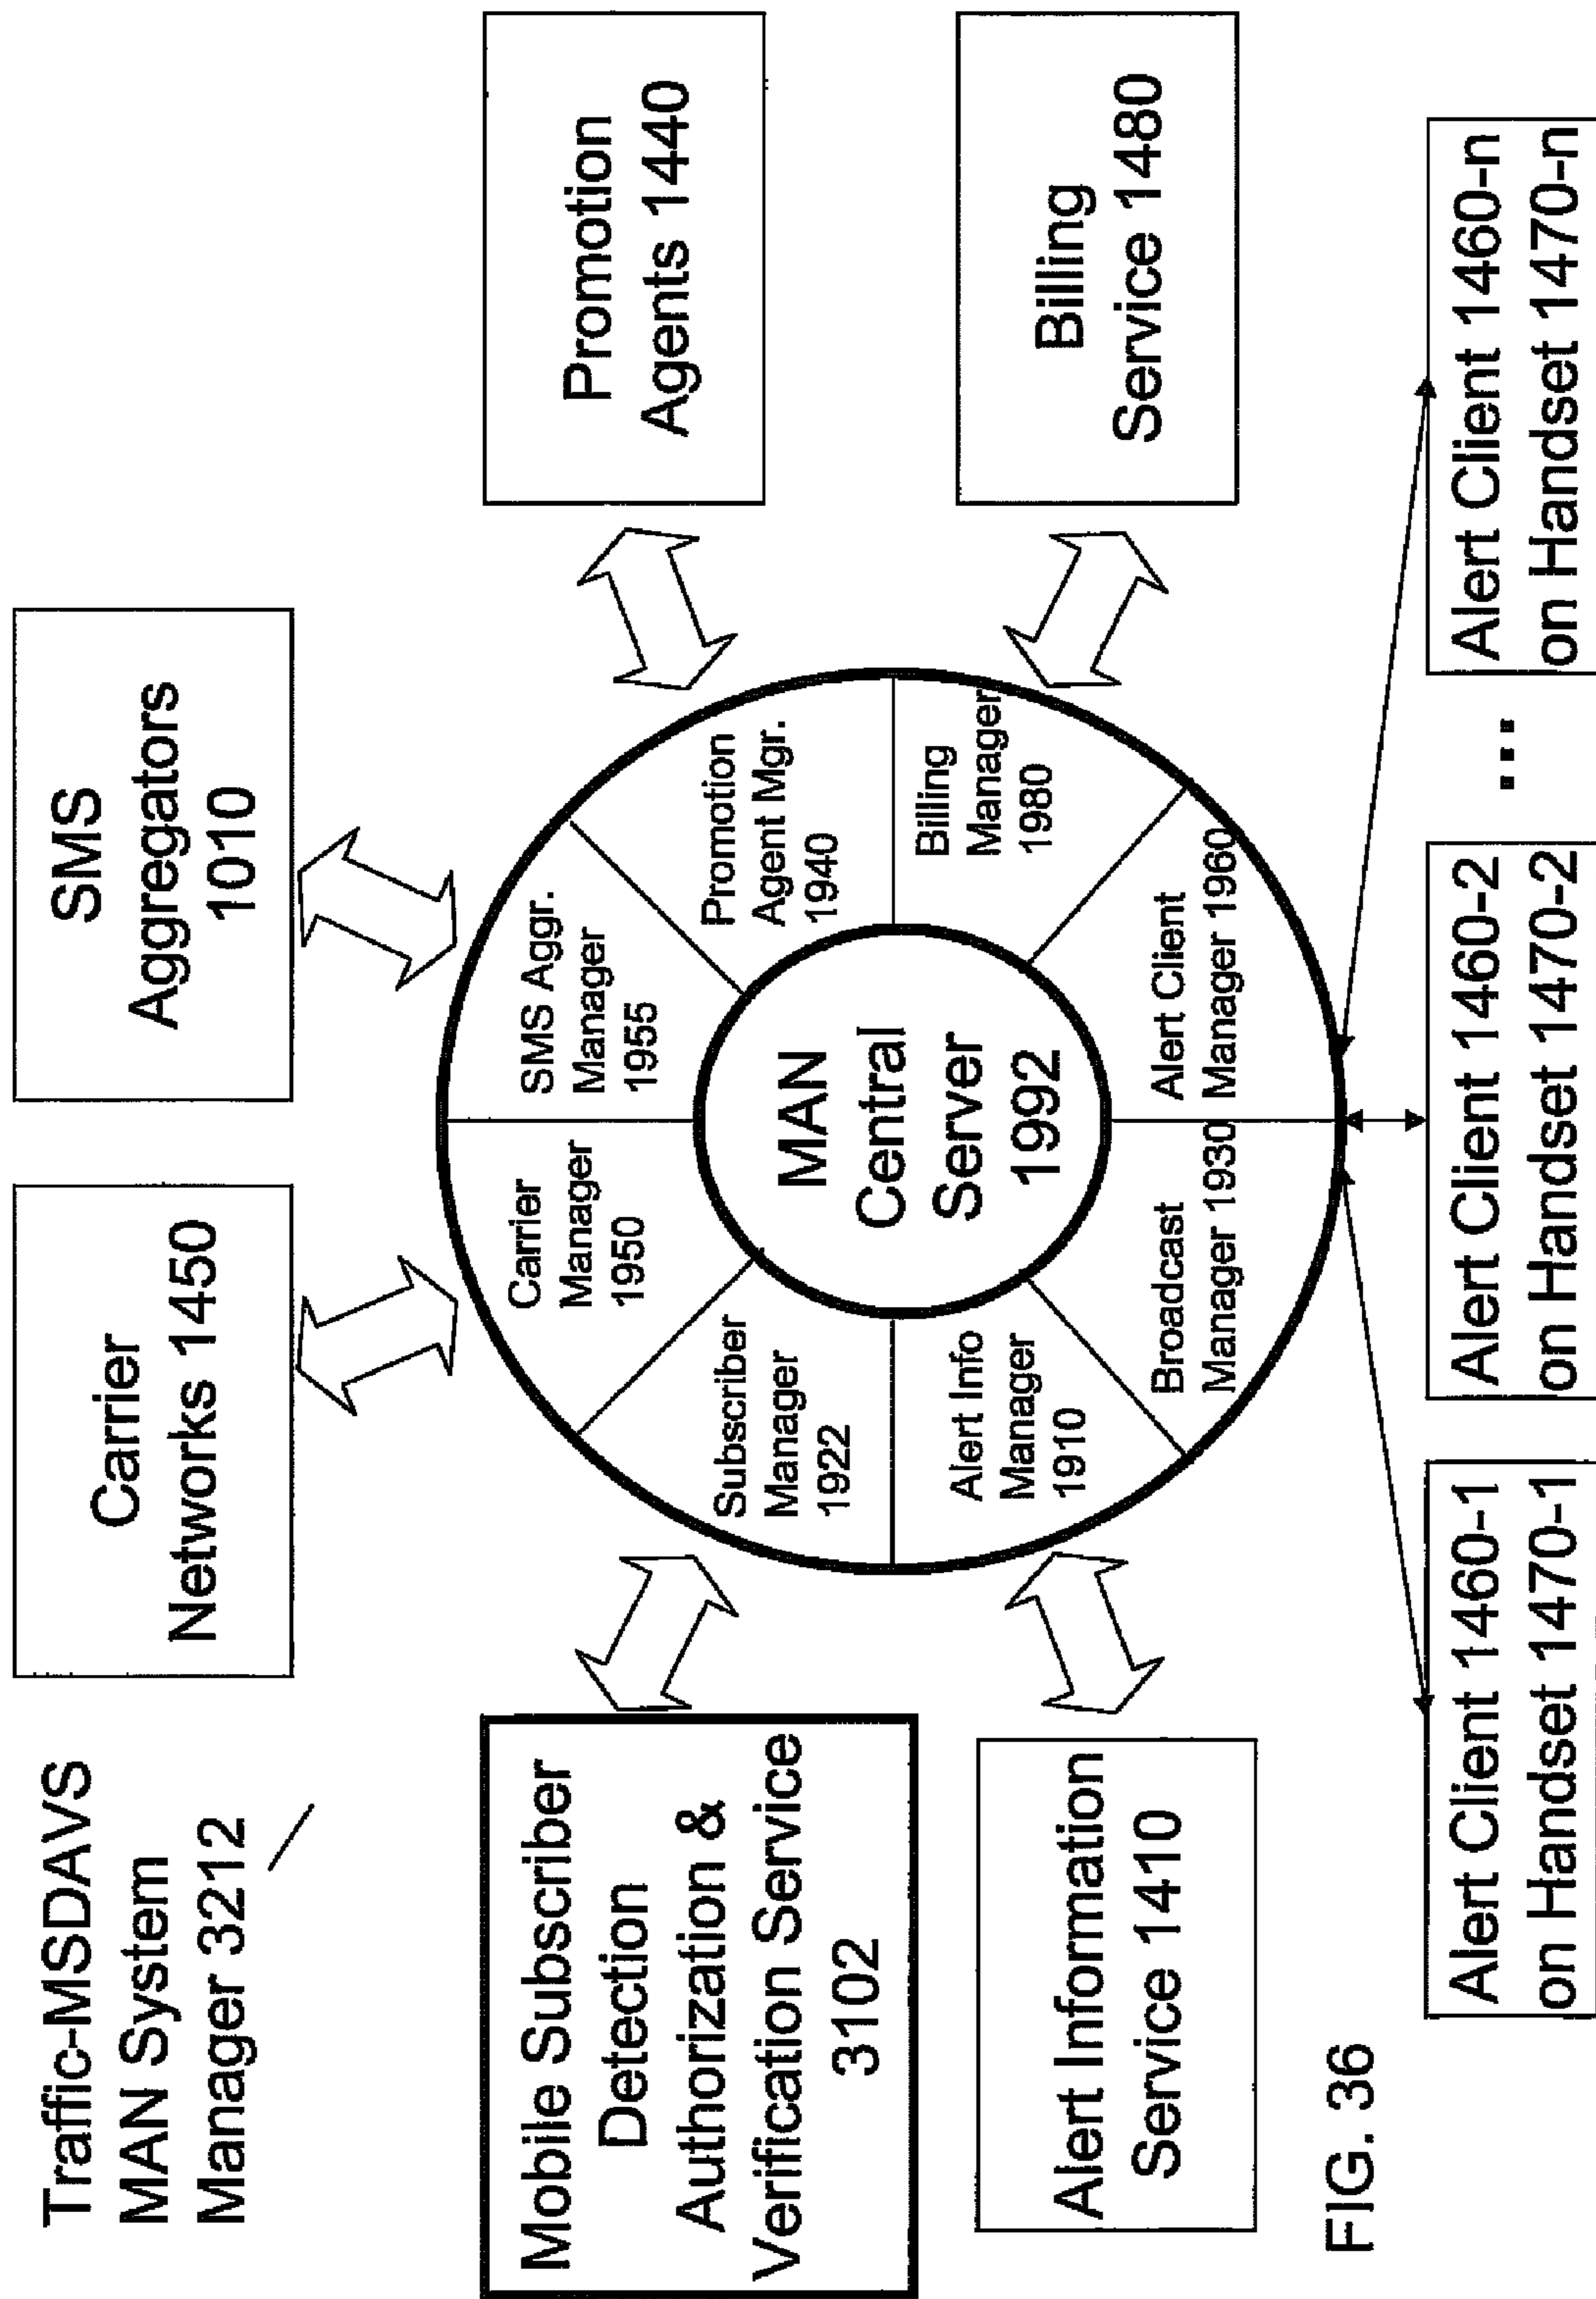 Traffic-MSDAVS
MAN System
Manager 3212
Carrier
Networks 1450
SMS
Aggregators
1010
Mobile Subscriber
Detection
Authorization &
Verification Service
3102
Promotion
Agents 1440
Alert Information
Service 1410
Billing
Service 1480
Carrier
Manager
1950
SMS Aggr.
Manager
1955
Subscriber
Manager
1922
Promotion
Agent Mgr.
1940
MAN
Central
Server
1992
Alert Info
Manager
1910
Billing
Manager
1980
Broadcast
Manager 1930
Alert Client
Manager 1960
Alert Client 1460-1
on Handset 1470-1
Alert Client 1460-2
on Handset 1470-2
...
Alert Client 1460-n
on Handset 1470-n
FIG. 36